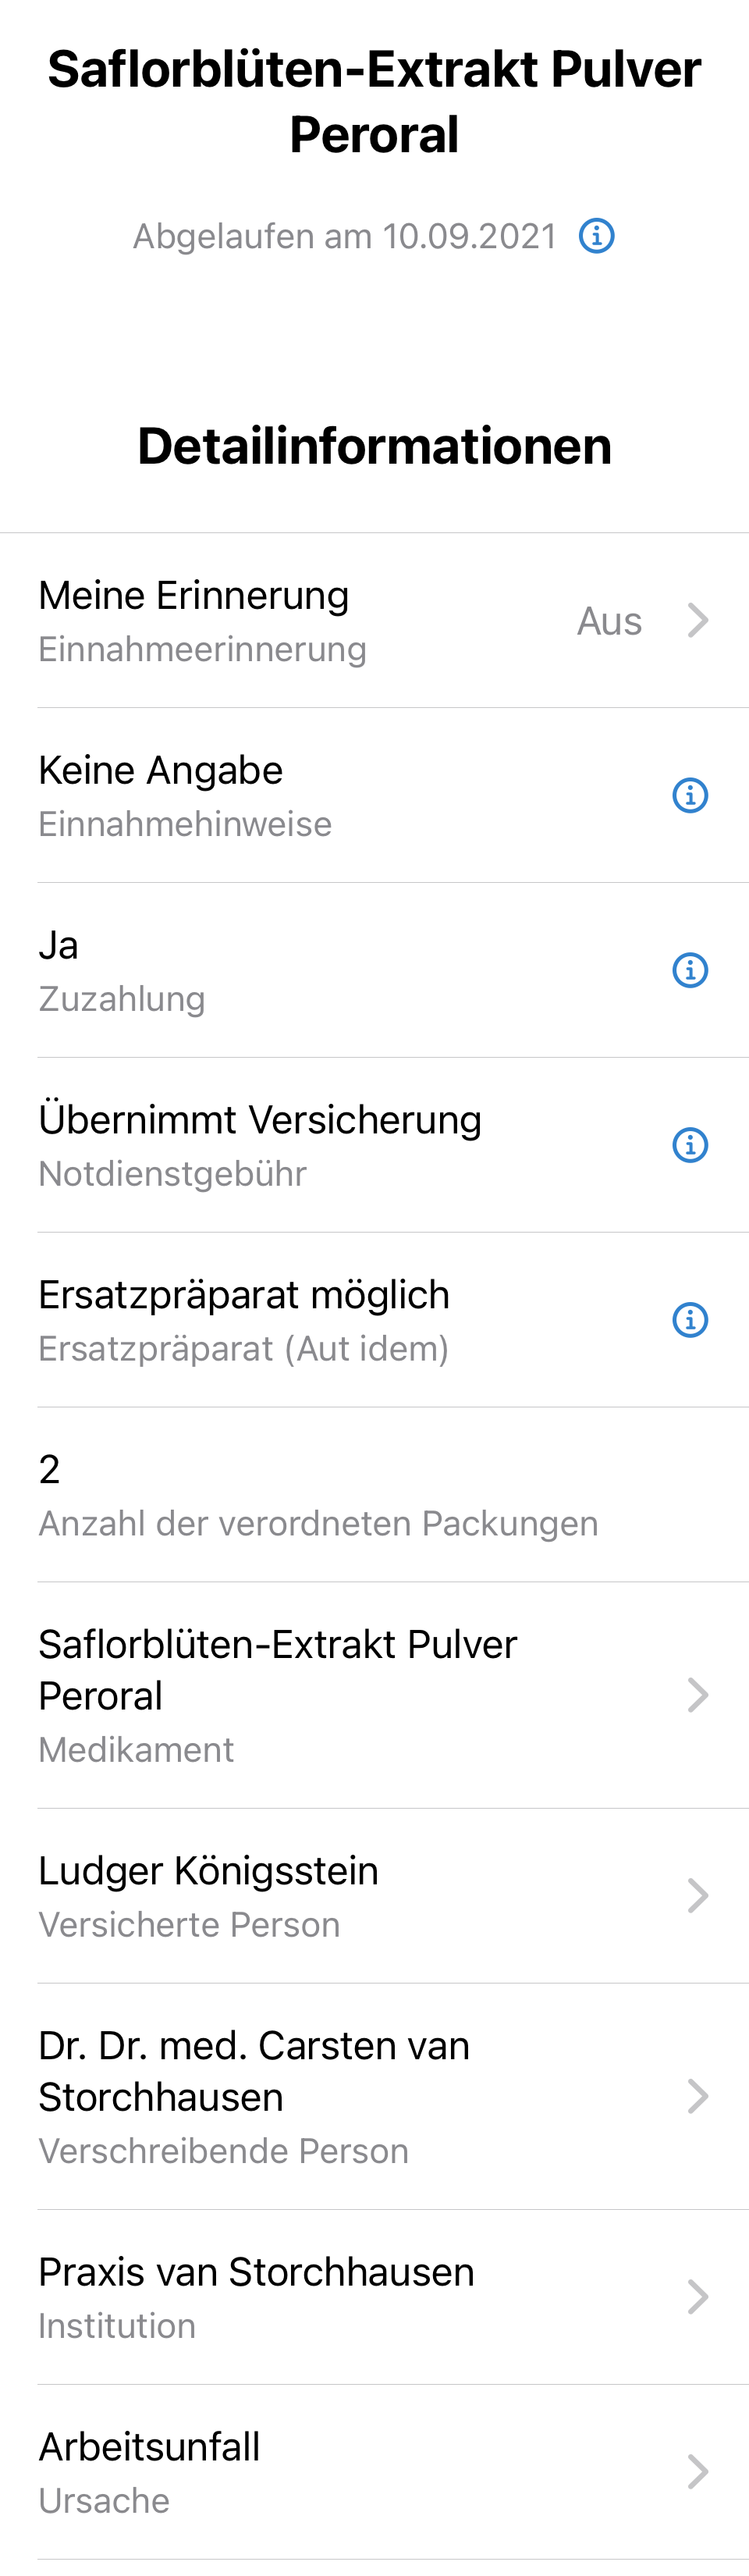 Saflorblüten-Extrakt Pulver
Peroral
Abgelaufen am 10.09.2021
Detailinformationen
Meine Erinnerung
Aus
Einnahmeerinnerung
Keine Angabe
Einnahmehinweise
Ja
Zuzahlung
Übernimmt Versicherung
Notdienstgebühr
Ersatzpräparat möglich
Ersatzpräparat (Aut idem)
2
Anzahl der verordneten Packungen
Saflorblüten-Extrakt Pulver
Peroral
Medikament
Ludger Königsstein
Versicherte Person
Dr. Dr. med. Carsten van
Storchhausen
Verschreibende Person
Praxis van Storchhausen
Institution
Arbeitsunfall
Ursache